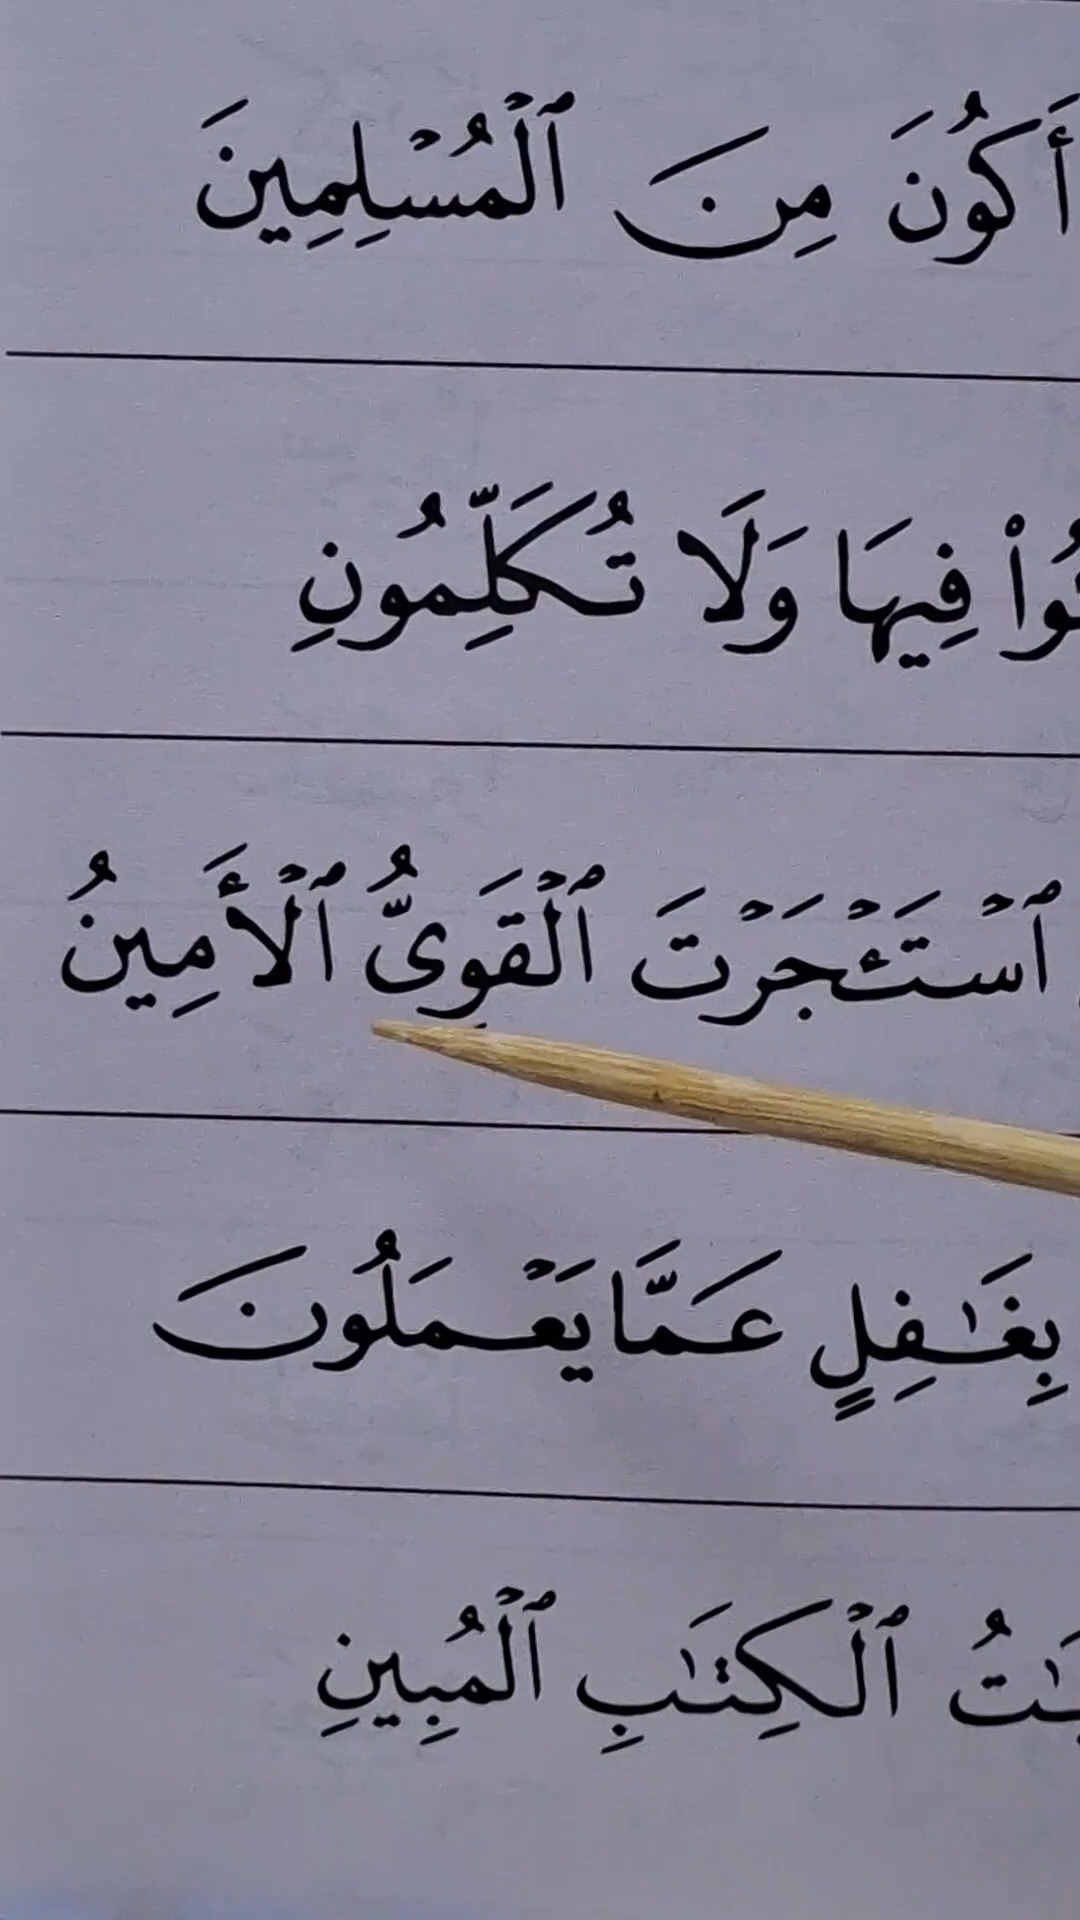 أَكُونَ مِنَ ٱلْمُسْلِمِينَ
فِيهَا وَلَا تُكَلِّمُونِ
ٱسْتَـْٔجَرْتَ ٱلْقَوِىُّ ٱلْأَمِينُ
بِغَٰفِلٍ عَمَّا يَعْمَلُونَ
ٱلْكِتَٰبِ ٱلْمُبِينِ